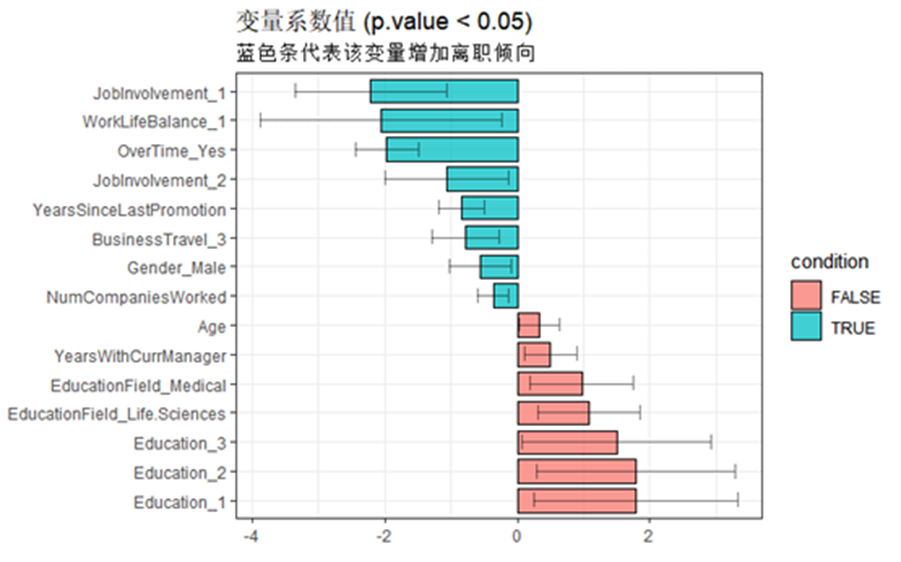 变量系数值 (p.value < 0.05)
蓝色条代表该变量增加离职倾向
JobInvolvement_1
WorkLifeBalance_1
OverTime_Yes
JobInvolvement_2
YearsSinceLastPromotion
BusinessTravel_3
Gender_Male
NumCompaniesWorked
Age
YearsWithCurrManager
EducationField_Medical
EducationField_Life.Sciences
Education_3
Education_2
Education_1
-4 -2 0 2
condition
FALSE
TRUE